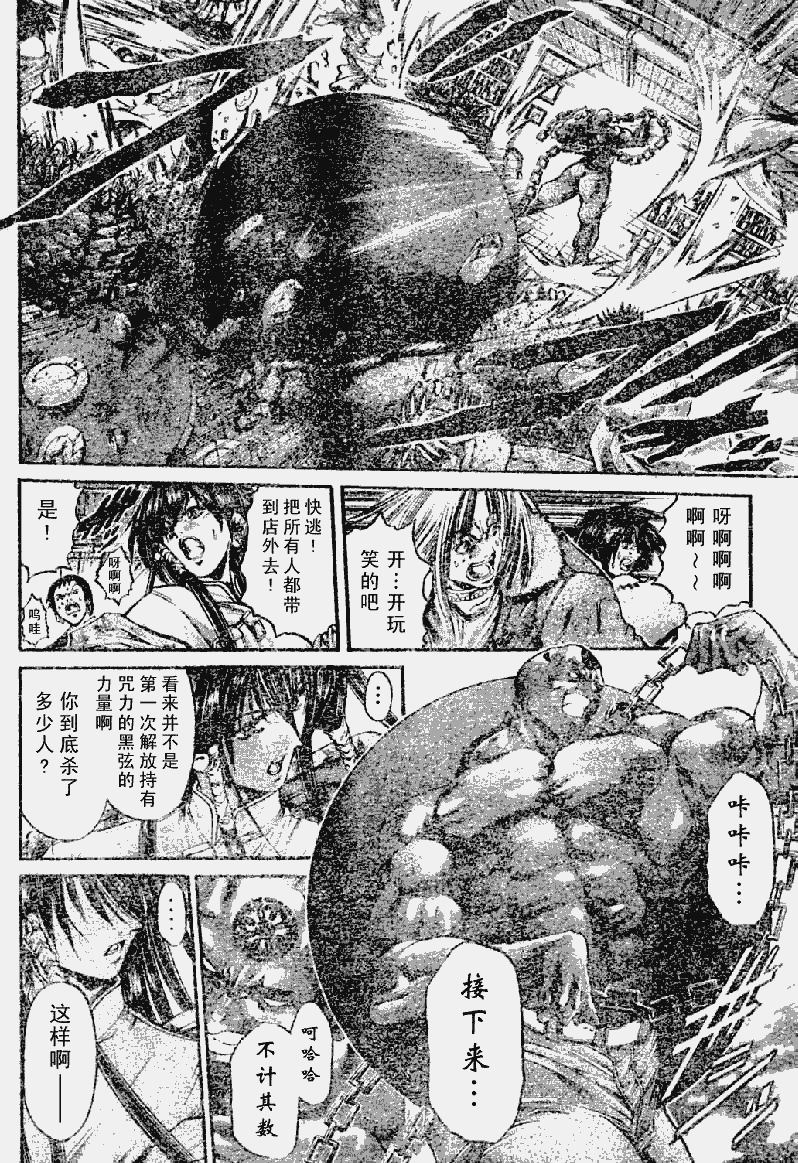 呀啊啊啊
啊啊~~
开…开玩
笑的吧
快逃！
把所有人都带
到店外去！
呀啊啊
啊
是！
呜哇
咔咔咔…
接下来…
…
看来并不是
第一次解放持有
咒力的黑弦的
力量啊
你到底杀了
多少人？
呵哈哈
不计其数
….
这样啊——